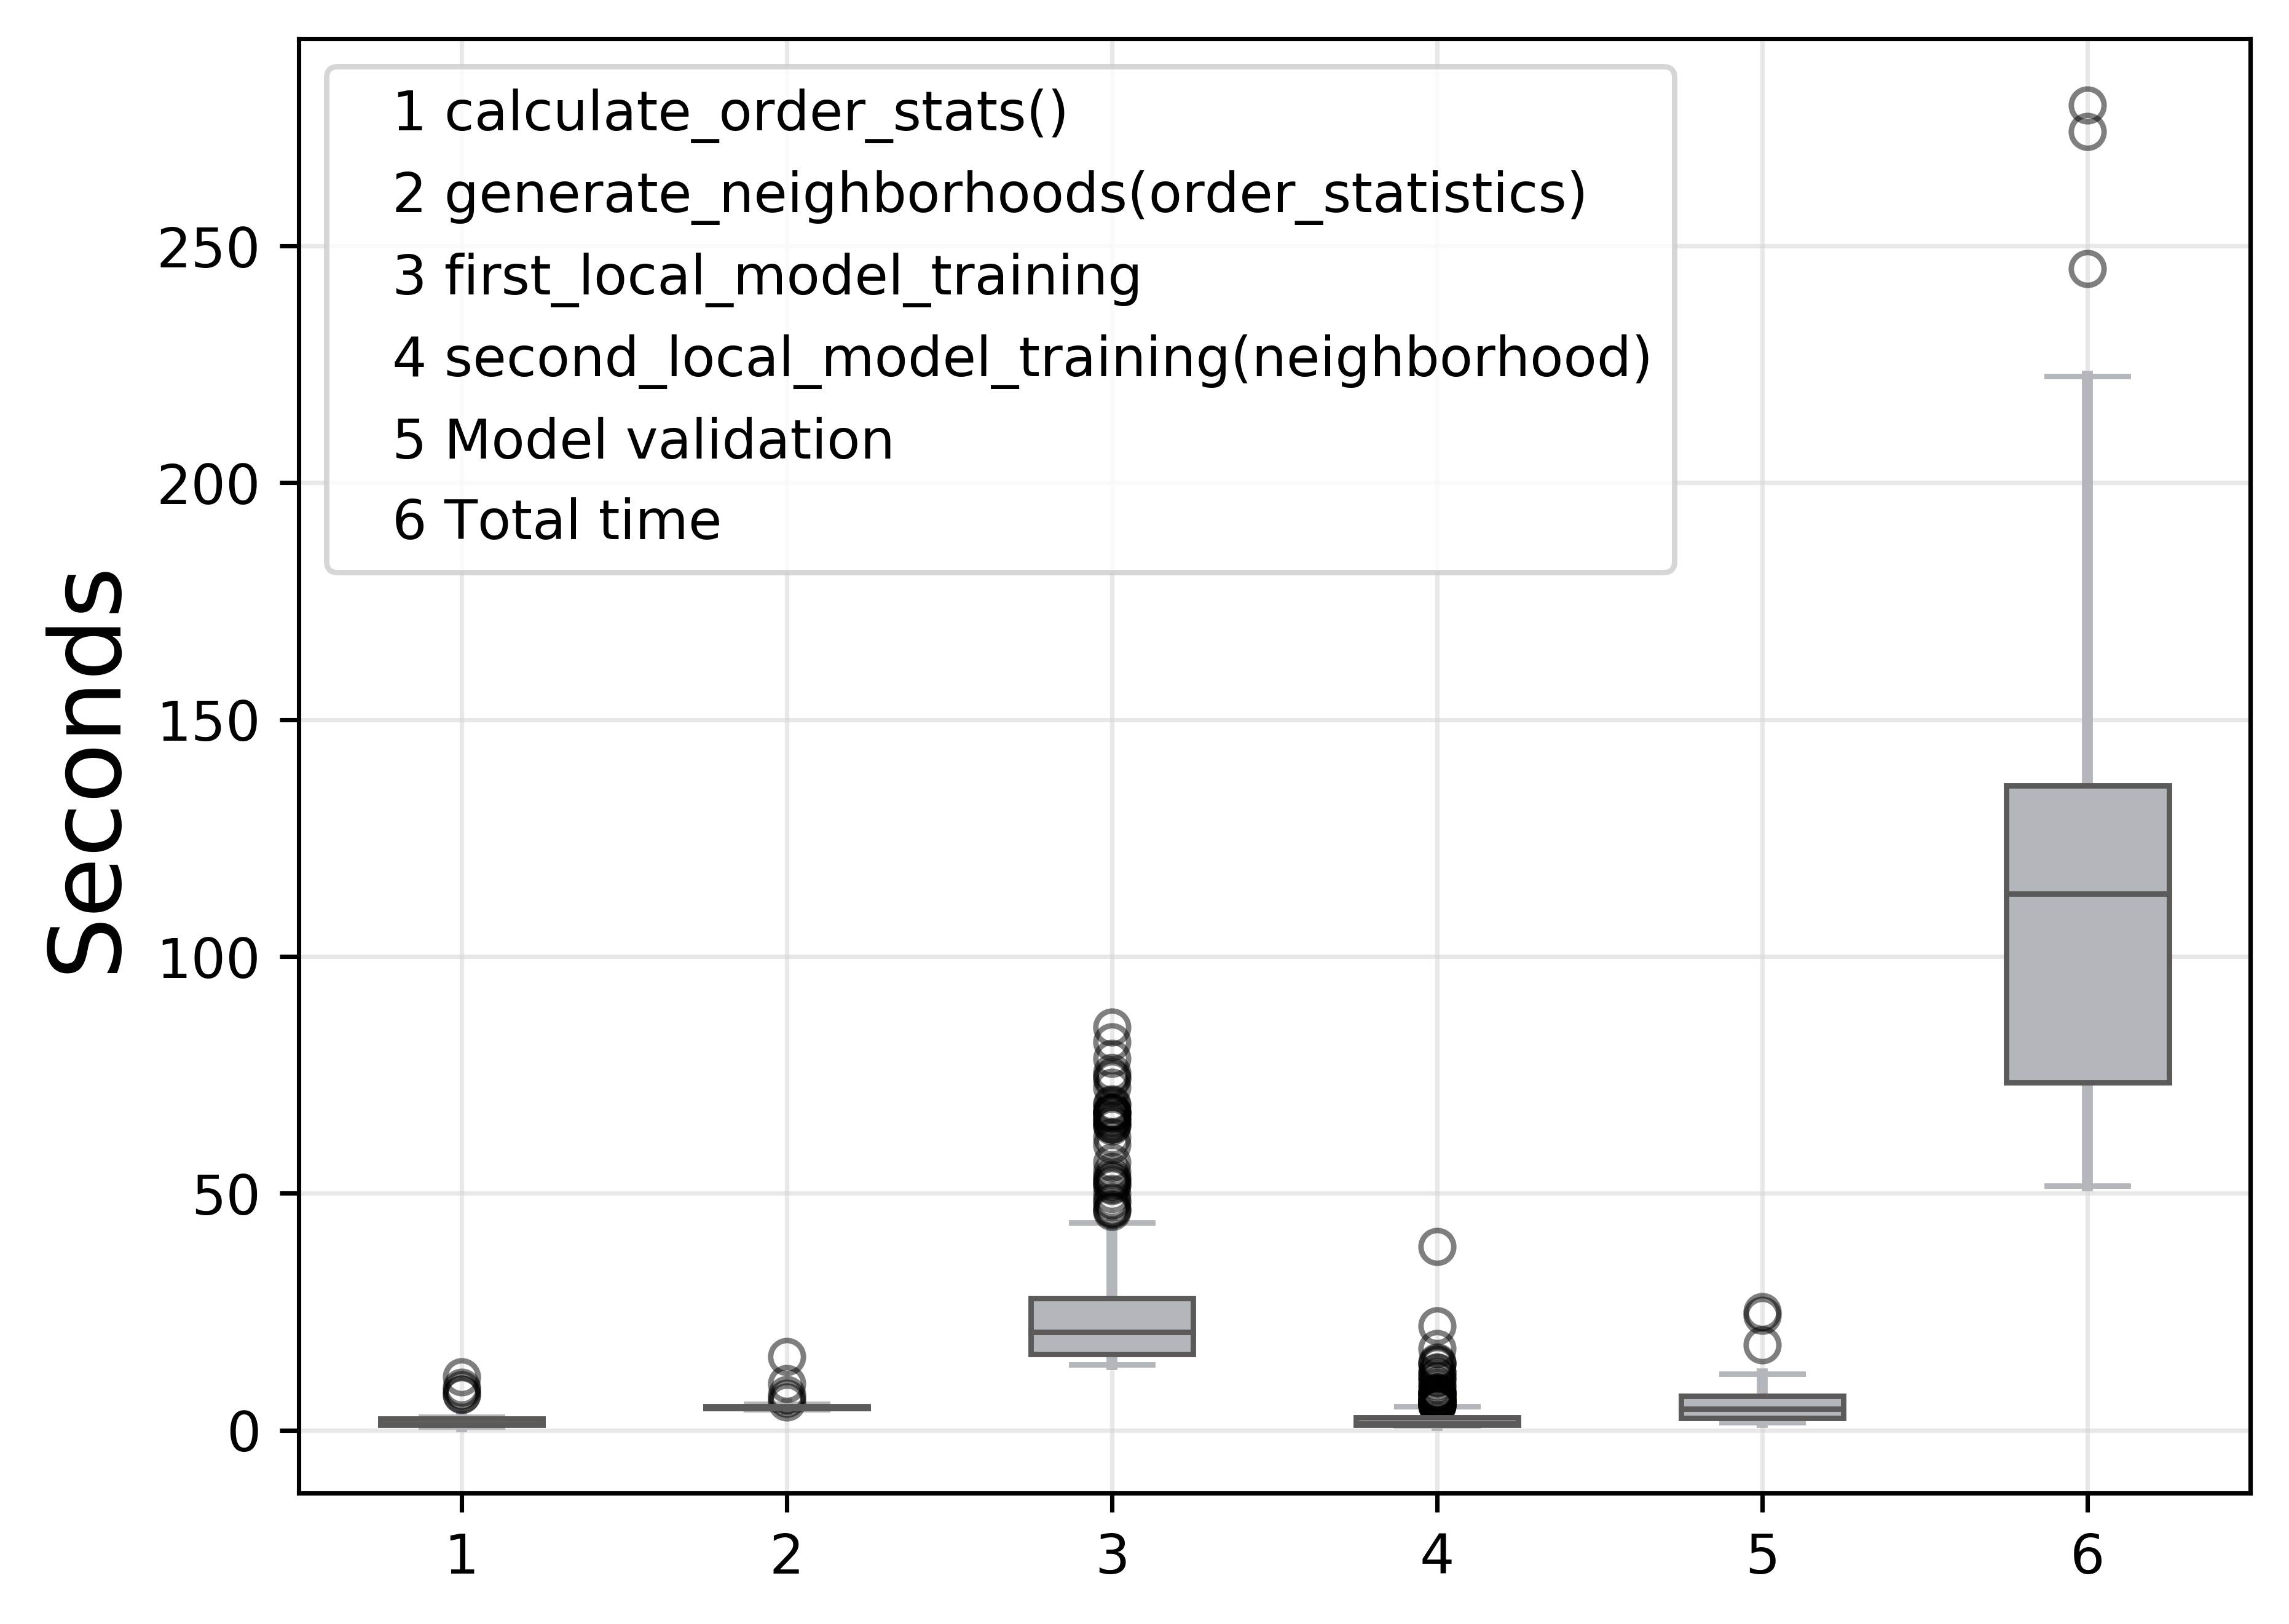 1 calculate_order_stats()
2 generate_neighborhoods(order_statistics)
3 first_local_model_training
4 second_local_model_training(neighborhood)
5 Model validation
6 Total time
Seconds
250
200
150
100
50
0
1 2 3 4 5 6